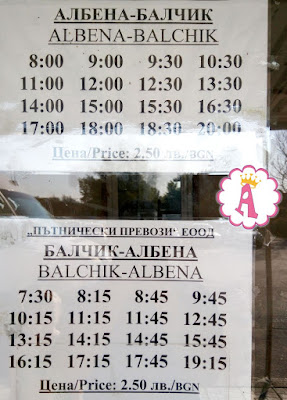 АЛБЕНА-БАЛЧИК
ALBENA-BALCHIK
8:00 9:00 9:30 10:30
11:00 12:00 12:30 13:30
14:00 15:00 15:30 16:30
17:00 18:00 18:30 20:00
Цена/Price: 2.50 лв./BGN
A
„ПЪТНИЧЕСКИ ПРЕВОЗИ“ ЕООД
БАЛЧИК-АЛБЕНА
BALCHIK-ALBENA
7:30 8:15 8:45 9:45
10:15 11:15 11:45 12:45
13:15 14:15 14:45 15:45
16:15 17:15 17:45 19:15
Цена/Price: 2.50 лв./BGN